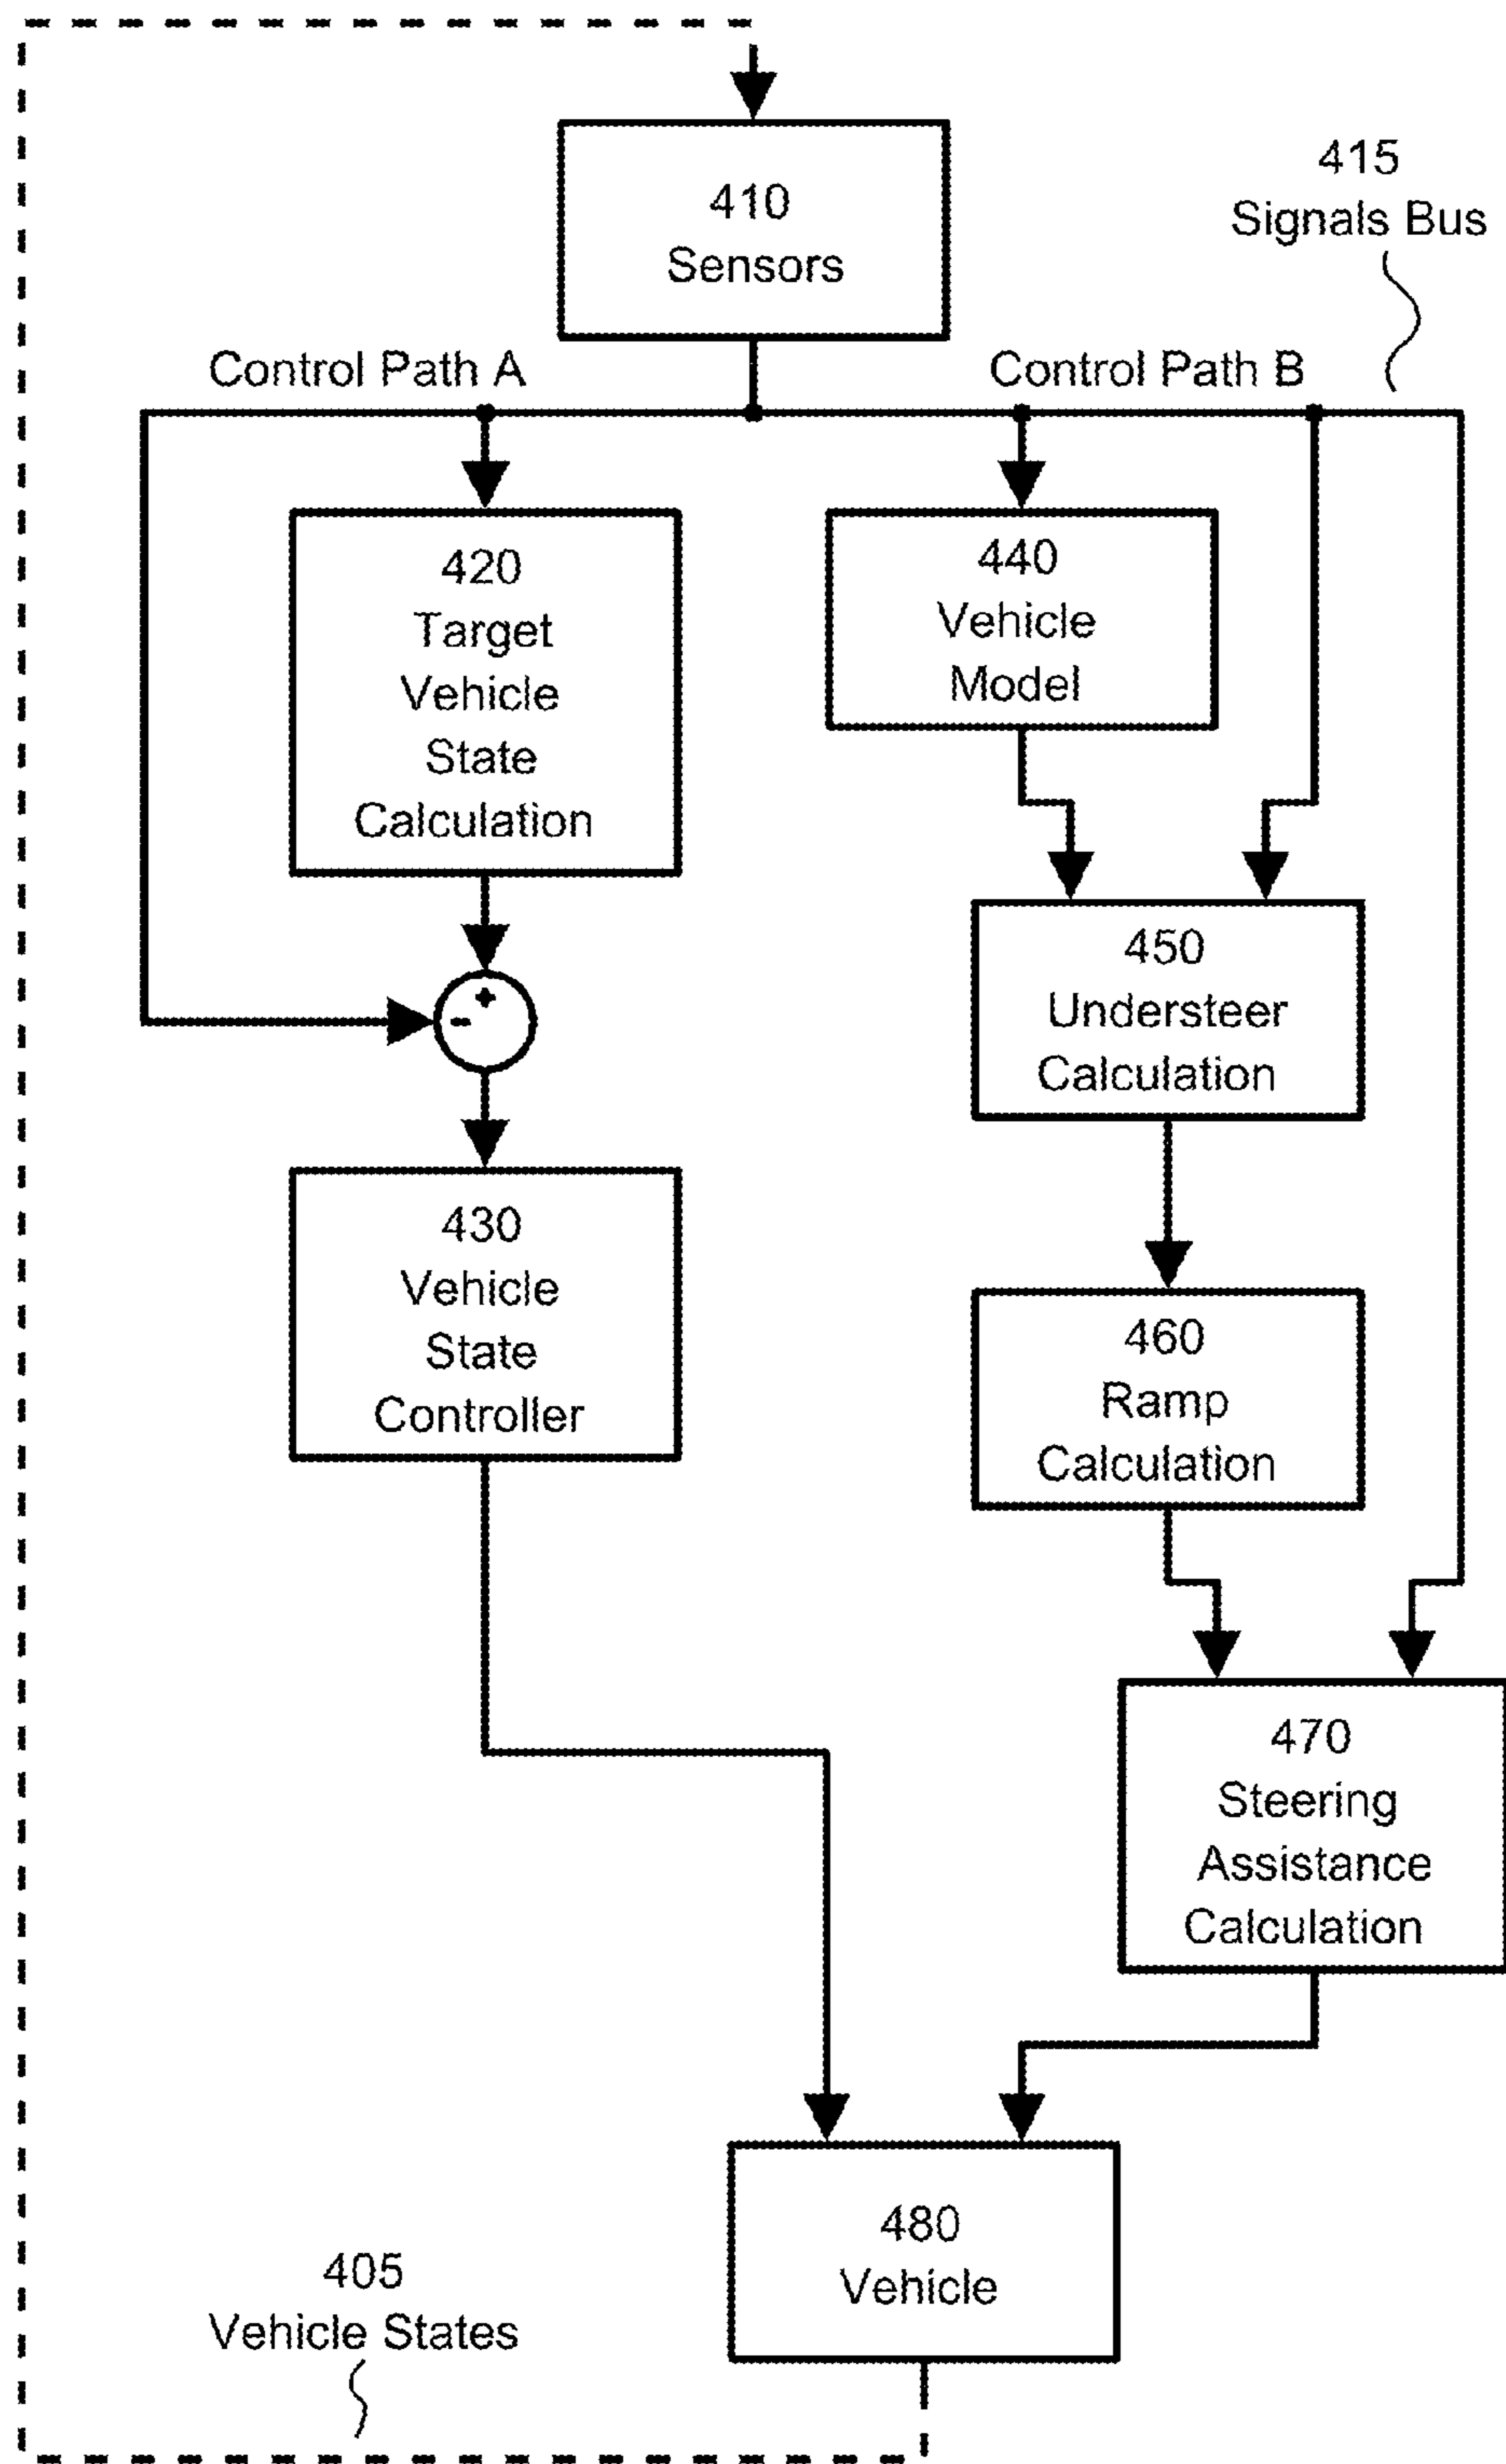 410
Sensors
415
Signals Bus
Control Path A
Control Path B
420
Target
Vehicle
State
Calculation
440
Vehicle
Model
450
Understeer
Calculation
+
-
430
Vehicle
State
Controller
460
Ramp
Calculation
470
Steering
Assistance
Calculation
480
Vehicle
405
Vehicle States